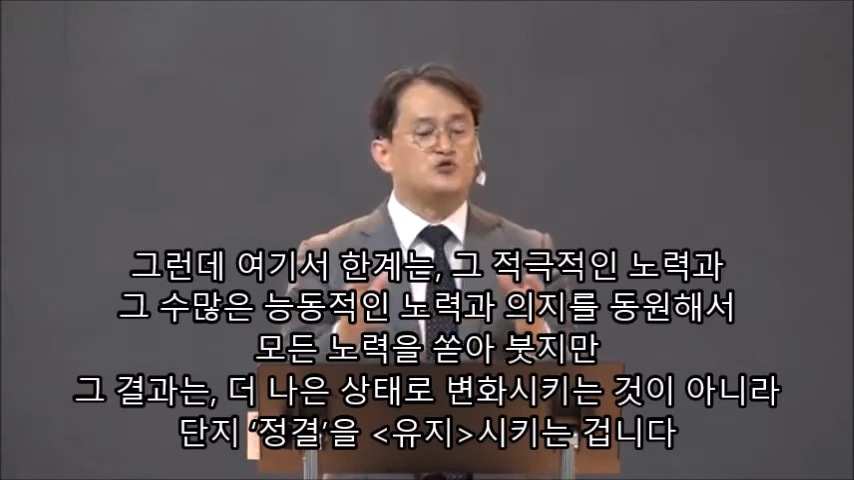 그런데 여기서 한계는, 그 적극적인 노력과
그 수많은 능동적인 노력과 의지를 동원해서
모든 노력을 쏟아 붓지만
그 결과는, 더 나은 상태로 변화시키는 것이 아니라
단지 ‘정결’을 <유지>시키는 겁니다